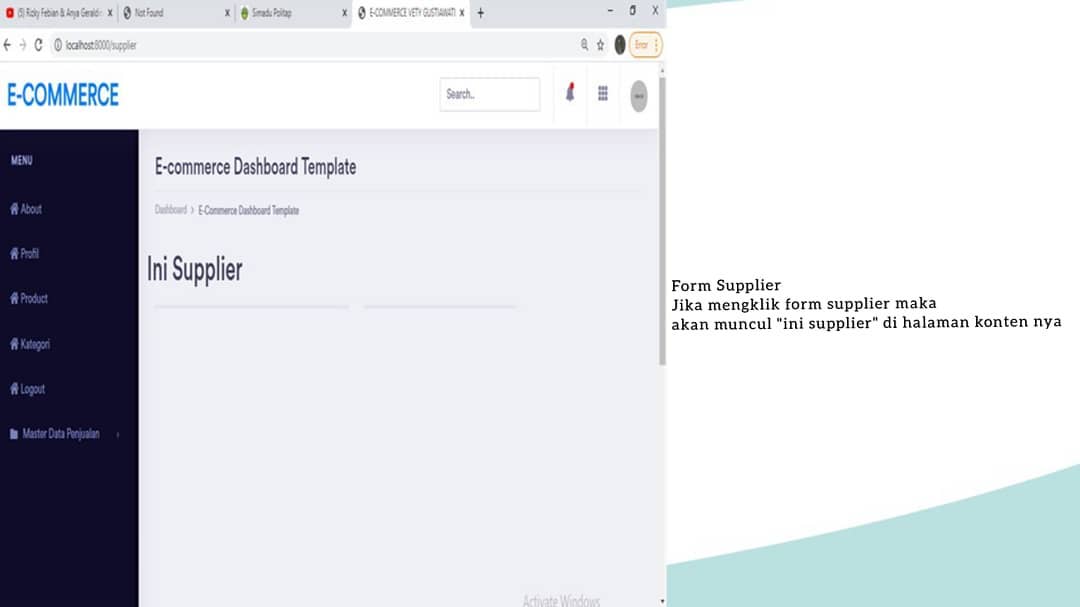 (5) Rizky Febian & Anya Geraldi
Not Found
Simadu Politap
E-COMMERCE VETY GUSTIAWATI
localhost:8000/supplier
Error
E-COMMERCE
Search..
MENU
About
Profil
Product
Kategori
Logout
Master Data Penjualan
E-commerce Dashboard Template
Dashboard › E-Commerce Dashboard Template
Ini Supplier
Activate Windows
Form Supplier
Jika mengklik form supplier maka
akan muncul "ini supplier" di halaman konten nya